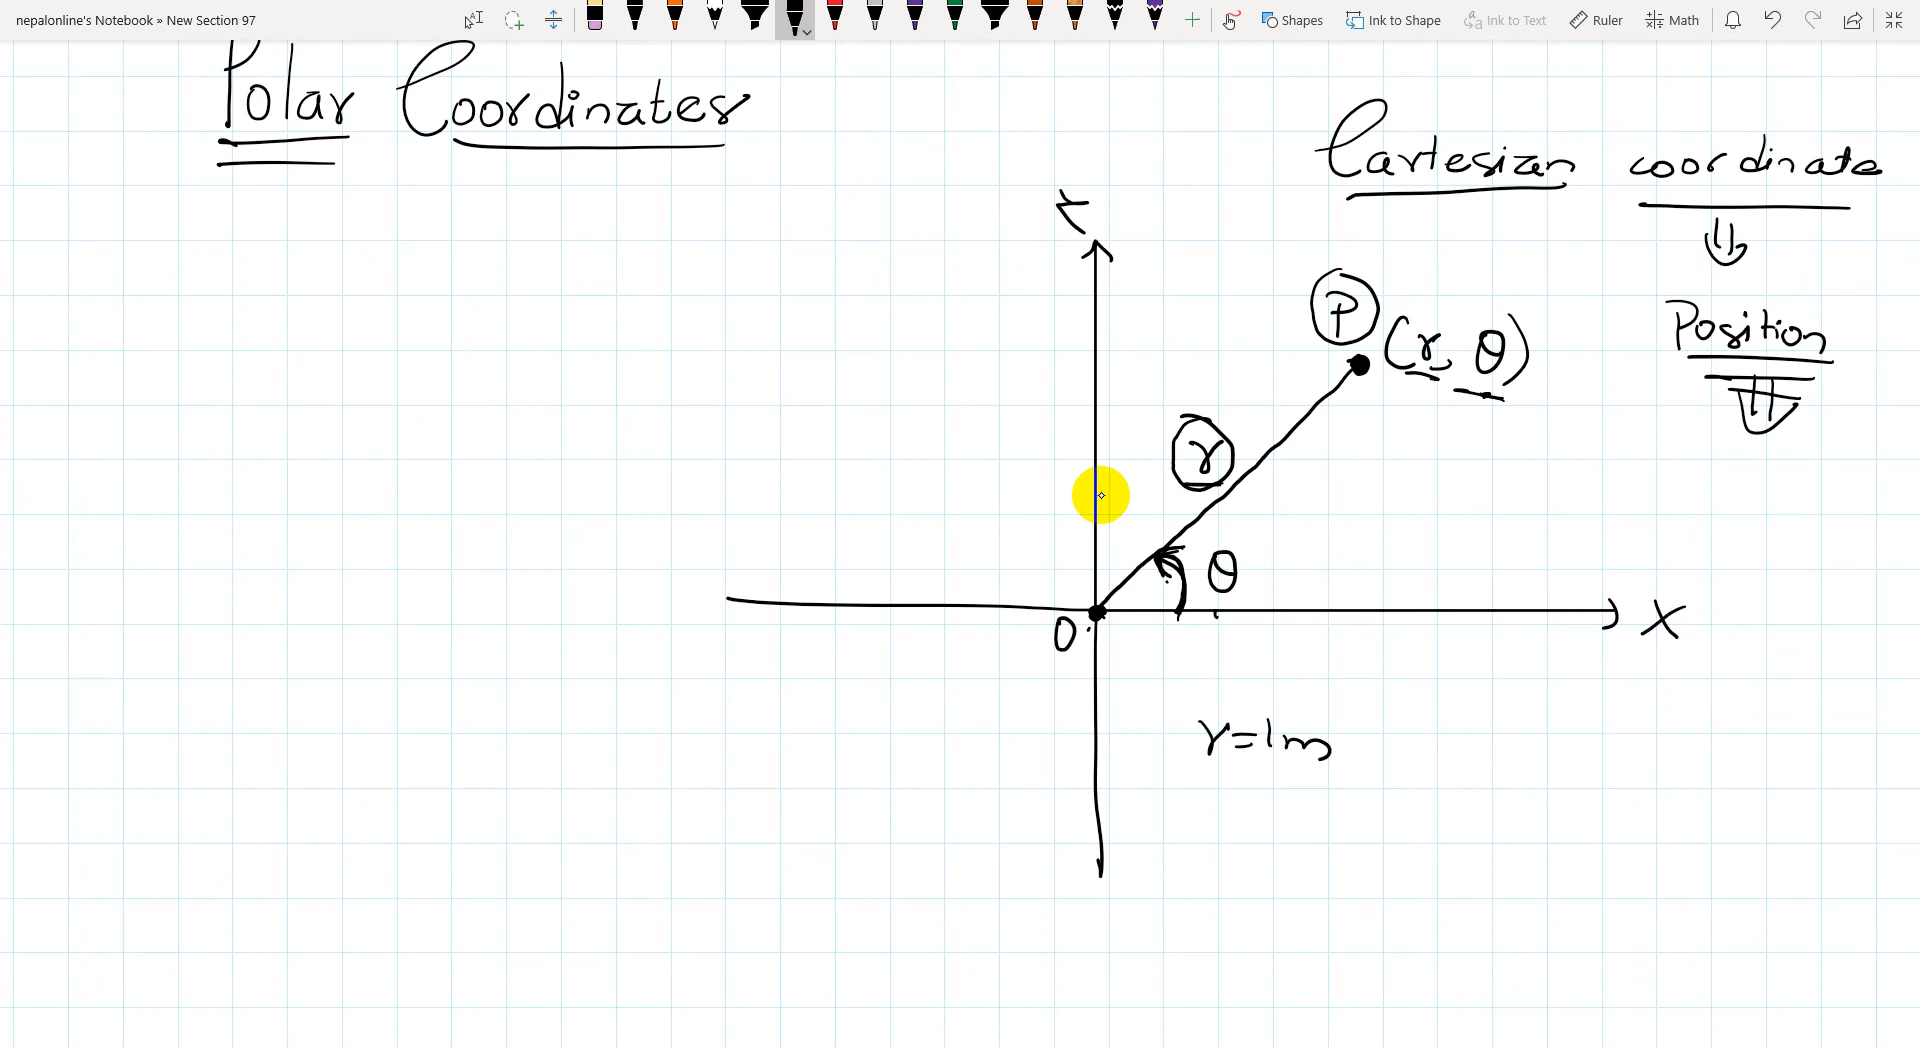 nepalonline's Notebook » New Section 97
Shapes
Ink to Shape
Ink to Text
Ruler
Math
Polar Coordinates
Cartesian coordinate
Position
P
(r, θ)
r
θ
O
X
r=1m